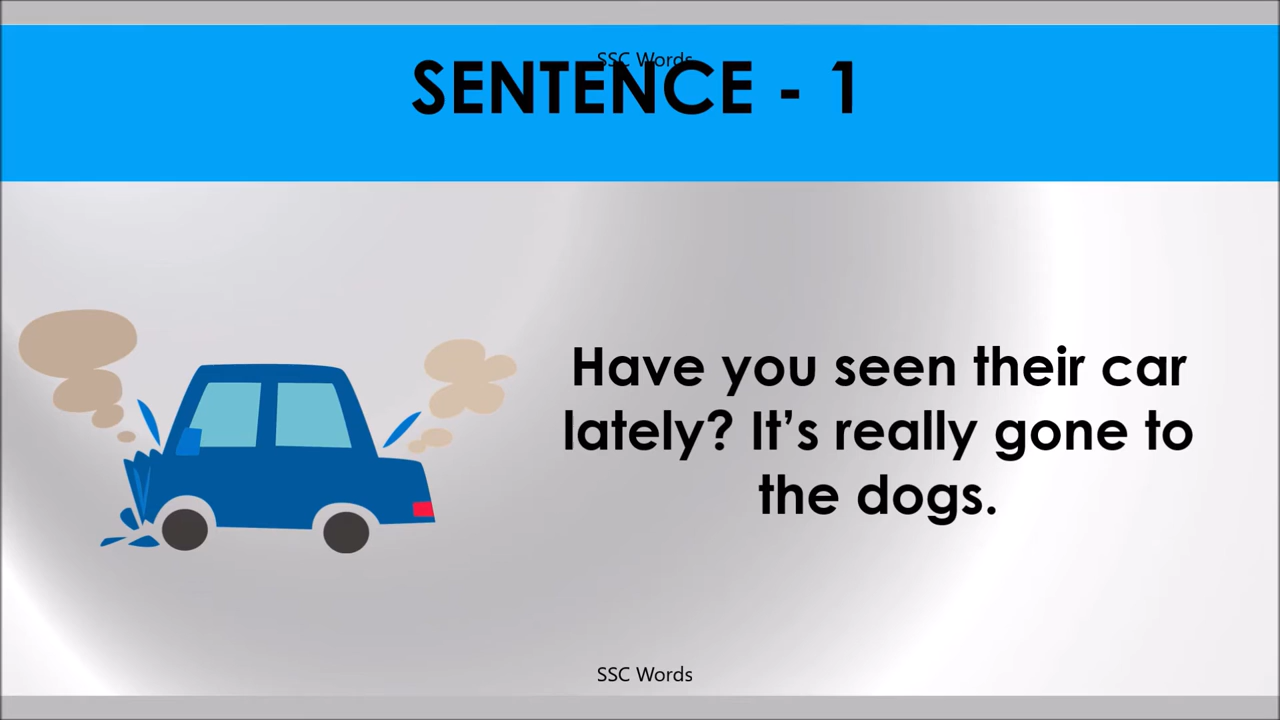 SSC Words
SENTENCE - 1
Have you seen their car
lately? It’s really gone to
the dogs.
SSC Words